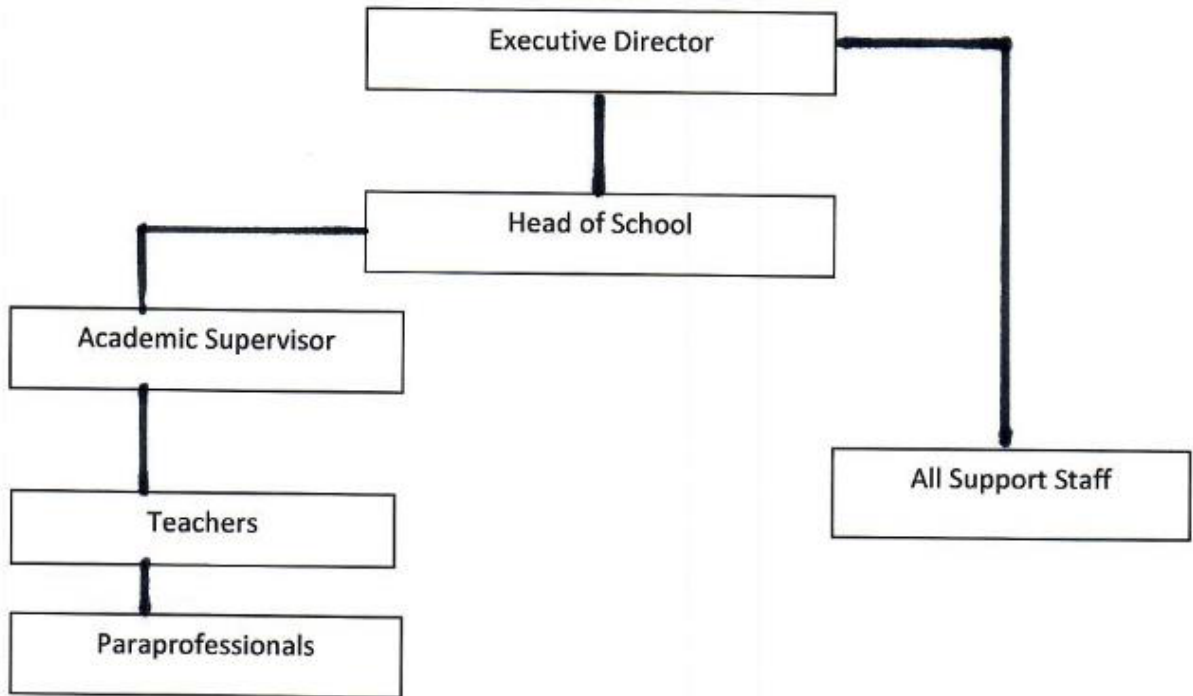 Executive Director
Head of School
Academic Supervisor
Teachers
Paraprofessionals
All Support Staff